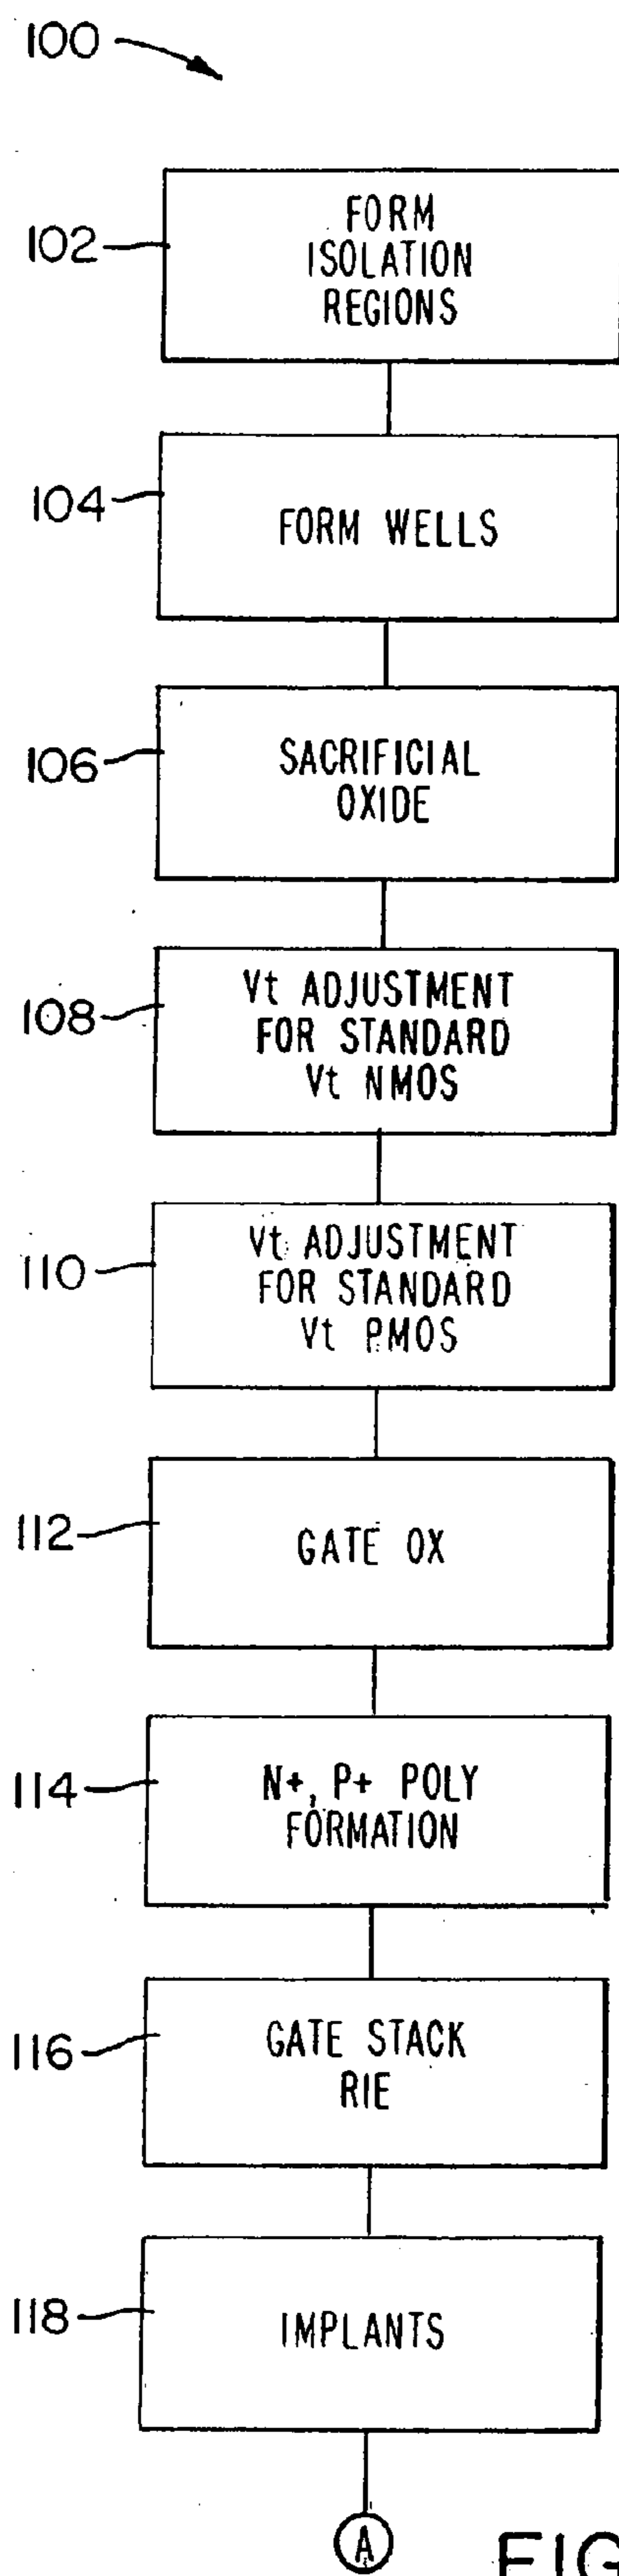 100
102
FORM
ISOLATION
REGIONS
104
FORM WELLS
106
SACRIFICIAL
OXIDE
108
Vt ADJUSTMENT
FOR STANDARD
Vt NMOS
110
Vt ADJUSTMENT
FOR STANDARD
Vt PMOS
112
GATE OX
114
N+, P+ POLY
FORMATION
116
GATE STACK
RIE
118
IMPLANTS
A
FIG